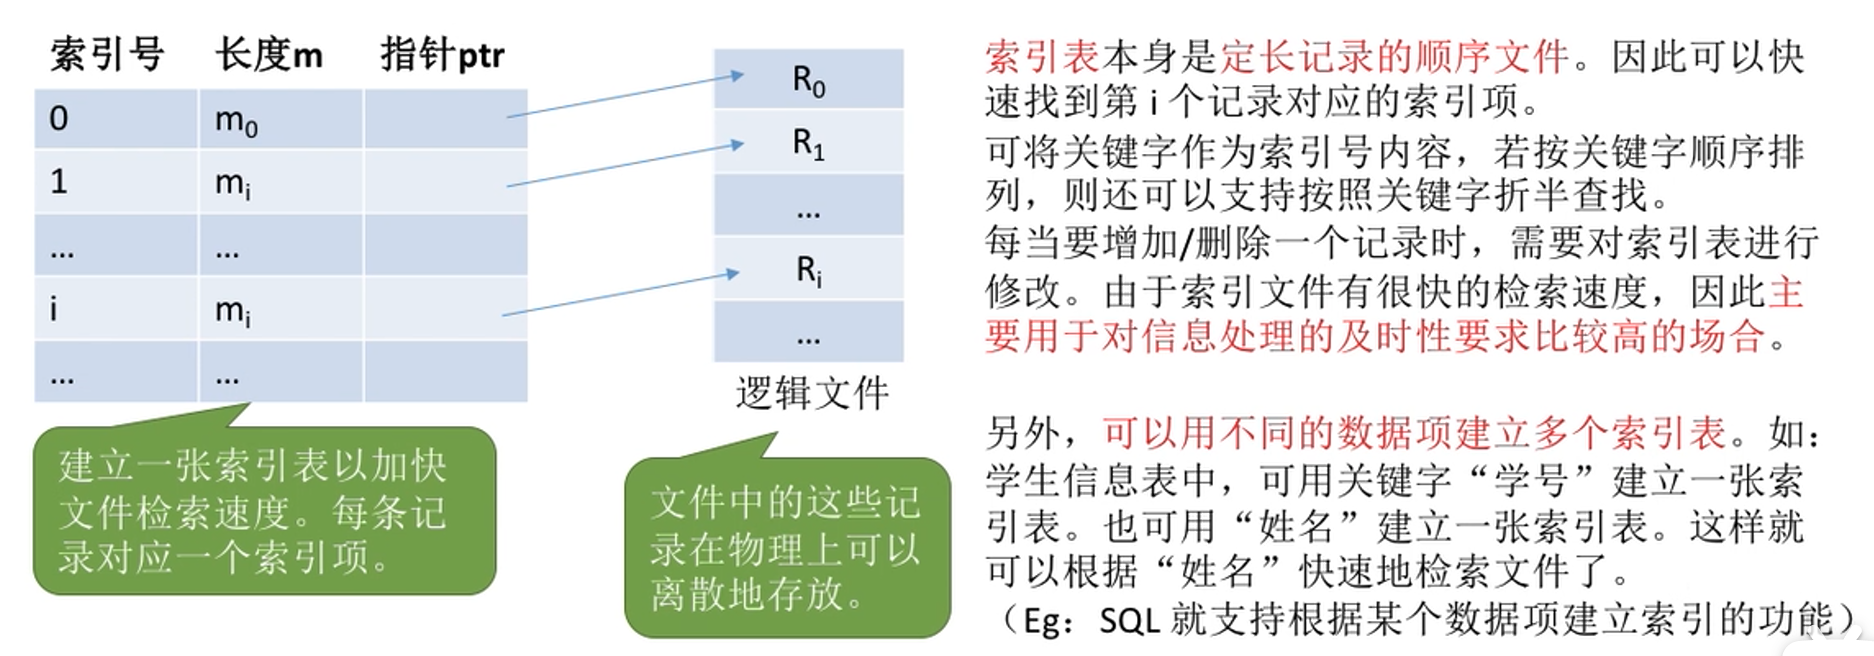 索引号 长度m 指针ptr
0 m₀
1 mᵢ
... ...
i mᵢ
... ...
R₀
R₁
...
Rᵢ
...
逻辑文件
建立一张索引表以加快
文件检索速度。每条记
录对应一个索引项。
文件中的这些记
录在物理上可以
离散地存放。
索引表本身是定长记录的顺序文件。因此可以快
速找到第 i 个记录对应的索引项。
可将关键字作为索引号内容，若按关键字顺序排
列，则还可以支持按照关键字折半查找。
每当要增加/删除一个记录时，需要对索引表进行
修改。由于索引文件有很快的检索速度，因此主
要用于对信息处理的及时性要求比较高的场合。
另外，可以用不同的数据项建立多个索引表。如：
学生信息表中，可用关键字“学号”建立一张索
引表。也可用“姓名”建立一张索引表。这样就
可以根据“姓名”快速地检索文件了。
（Eg：SQL 就支持根据某个数据项建立索引的功能）